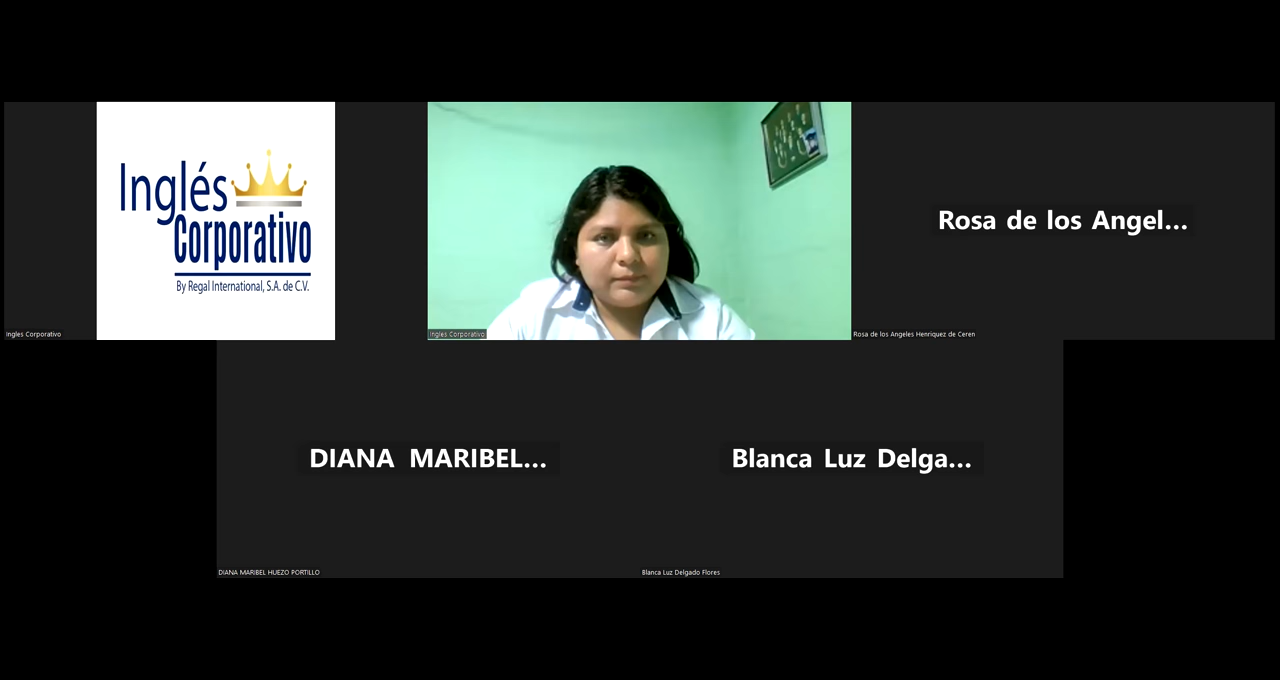 Inglés
Corporativo
By Regal International, S.A. de C.V.
Ingles Corporativo
Ingles Corporativo
Rosa de los Angel...
Rosa de los Angeles Henriquez de Ceren
DIANA MARIBEL...
DIANA MARIBEL HUEZO PORTILLO
Blanca Luz Delga...
Blanca Luz Delgado Flores